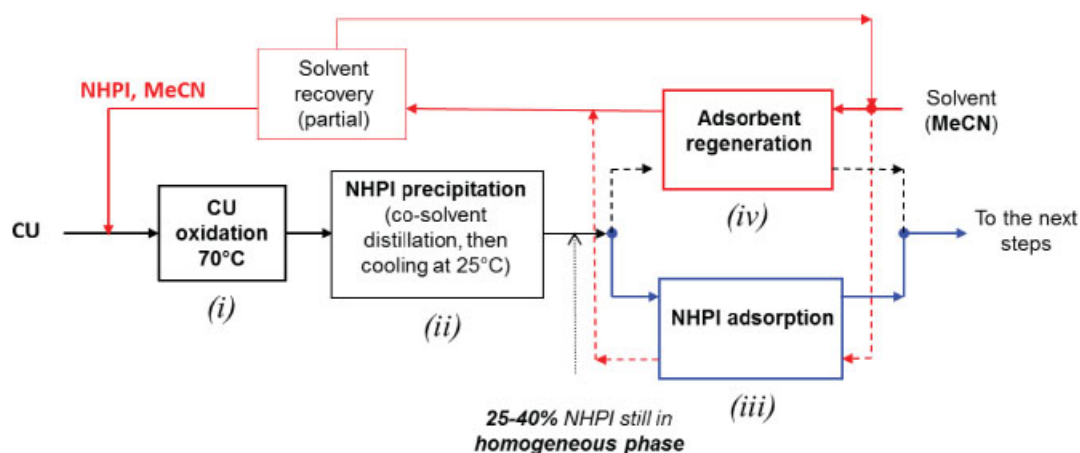 Solvent
recovery
(partial)
NHPI, MeCN
Adsorbent
regeneration
Solvent
(MeCN)
(iv)
CU
CU
oxidation
70°C
(i)
NHPI precipitation
(co-solvent
distillation, then
cooling at 25°C)
(ii)
To the next
steps
NHPI adsorption
(iii)
25-40% NHPI still in
homogeneous phase